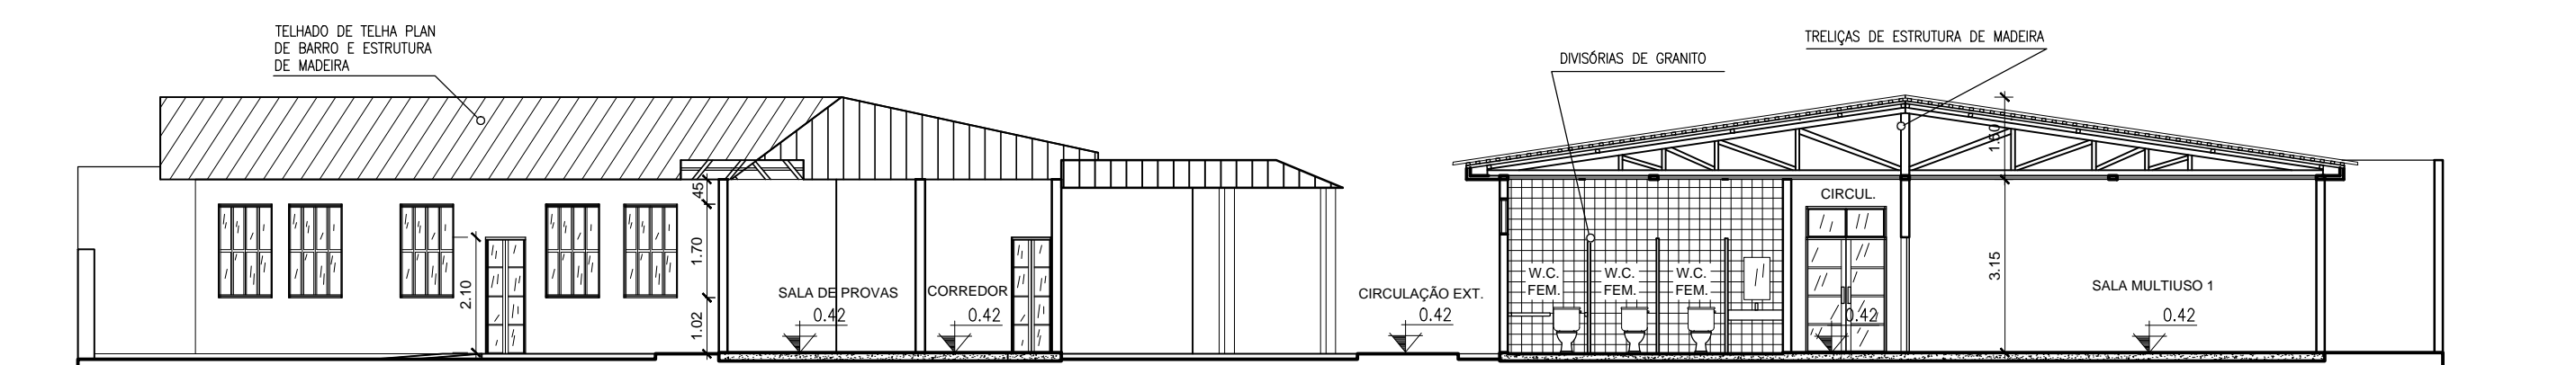 TELHADO DE TELHA PLAN
DE BARRO E ESTRUTURA
DE MADEIRA
DIVISÓRIAS DE GRANITO
TRELIÇAS DE ESTRUTURA DE MADEIRA
2.10
45
1.70
1.02
SALA DE PROVAS
0.42
CORREDOR
0.42
CIRCULAÇÃO EXT.
0.42
W.C.
FEM.
W.C.
FEM.
W.C.
FEM.
CIRCUL.
0.42
1.50
3.15
SALA MULTIUSO 1
0.42